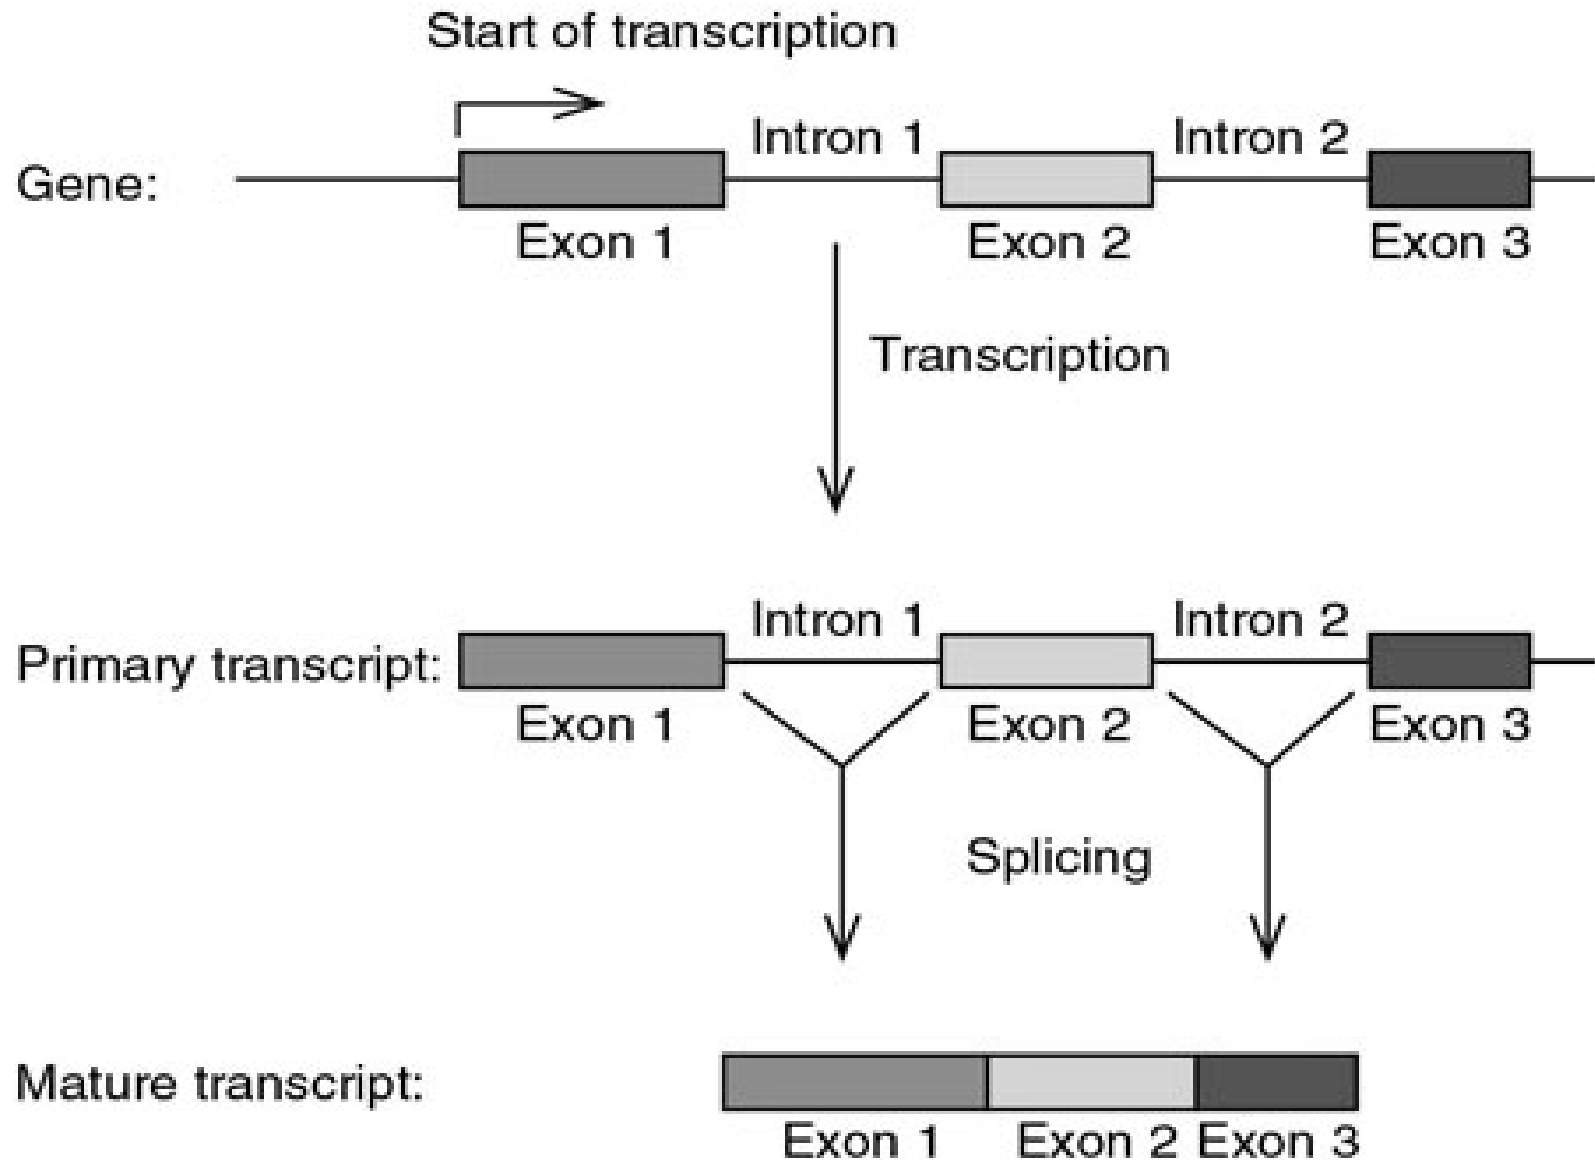 Start of transcription
Intron 1 Intron 2
Gene:
Exon 1 Exon 2 Exon 3
Transcription
Intron 1 Intron 2
Primary transcript:
Exon 1 Exon 2 Exon 3
Splicing
Mature transcript:
Exon 1 Exon 2 Exon 3